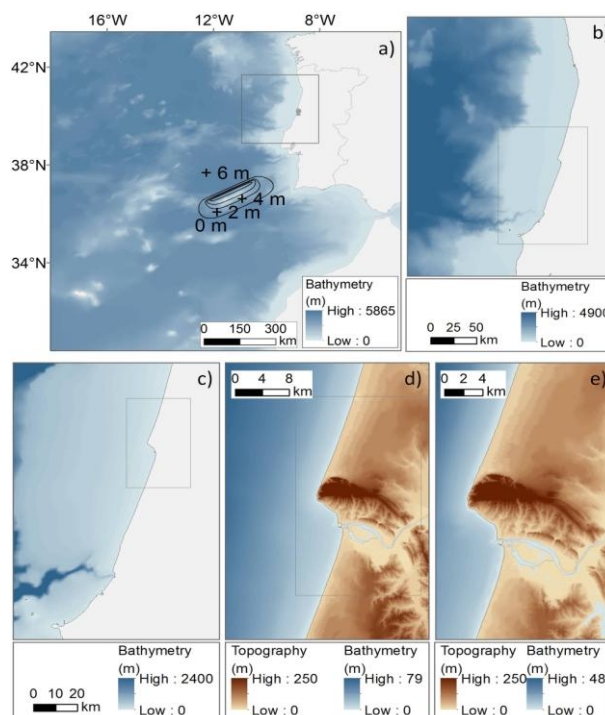 16°W 12°W 8°W
a)
42°N
38°N
34°N
+ 6 m
+ 4 m
+ 2 m
0 m
Bathymetry
(m)
High : 5865
Low : 0
0 150 300
km
b)
Bathymetry
(m)
High : 4900
Low : 0
0 25 50
km
c)
Bathymetry
(m)
High : 2400
Low : 0
0 10 20
km
d)
0 4 8
km
Topography
(m)
High : 250
Low : 0
Bathymetry
(m)
High : 79
Low : 0
e)
0 2 4
km
Topography
(m)
High : 250
Low : 0
Bathymetry
(m)
High : 48
Low : 0